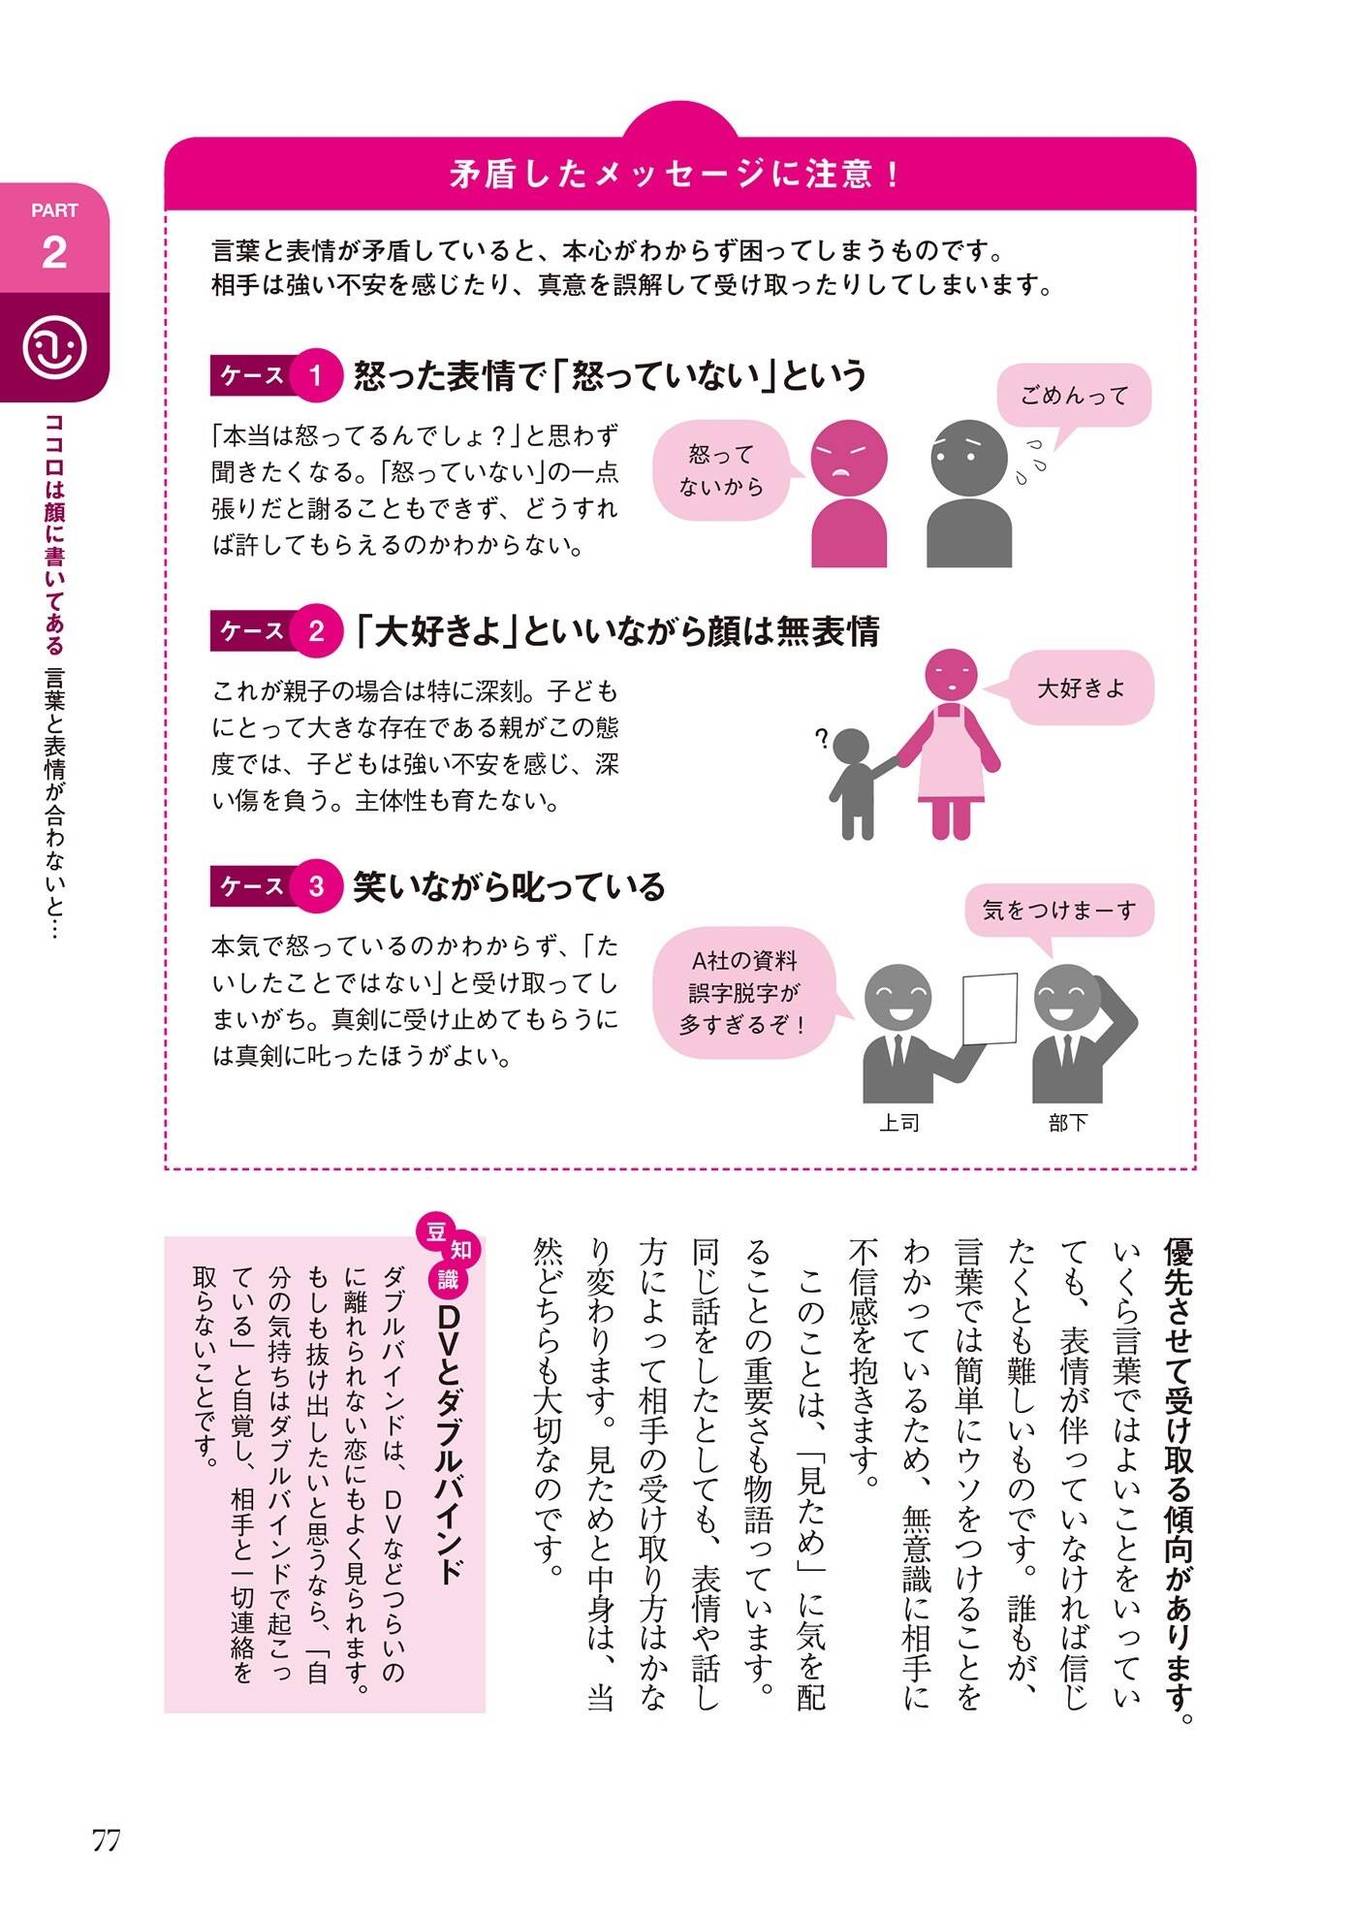 PART
2
ココロは顔に書いてある 言葉と表情が合わないと…
矛盾したメッセージに注意！
言葉と表情が矛盾していると、本心がわからず困ってしまうものです。
相手は強い不安を感じたり、真意を誤解して受け取ったりしてしまいます。
ケース 1 怒った表情で「怒っていない」という
「本当は怒ってるんでしょ？」と思わず
聞きたくなる。「怒っていない」の一点
張りだと謝ることもできず、どうすれ
ば許してもらえるのかわからない。
怒って
ないから
ごめんって
ケース 2 「大好きよ」といいながら顔は無表情
これが親子の場合は特に深刻。子ども
にとって大きな存在である親がこの態
度では、子どもは強い不安を感じ、深
い傷を負う。主体性も育たない。
?
大好きよ
ケース 3 笑いながら叱っている
本気で怒っているのかわからず、「た
いしたことではない」と受け取ってし
まいがち。真剣に受け止めてもらうに
は真剣に叱ったほうがよい。
A社の資料
誤字脱字が
多すぎるぞ！
気をつけまーす
上司
部下
優先させて受け取る傾向があります。
いくら言葉ではよいことをいってい
ても、表情が伴っていなければ信じ
たくとも難しいものです。誰もが、
言葉では簡単にウソをつけることを
わかっているため、無意識に相手に
不信感を抱きます。
このことは、「見ため」に気を配
ることの重要さも物語っています。
同じ話をしたとしても、表情や話し
方によって相手の受け取り方はかな
り変わります。見ためと中身は、当
然どちらも大切なのです。
豆知識
DVとダブルバインド
ダブルバインドは、DVなどつらいの
に離れられない恋にもよく見られます。
もしも抜け出したいと思うなら、「自
分の気持ちはダブルバインドで起こっ
ている」と自覚し、相手と一切連絡を
取らないことです。
77